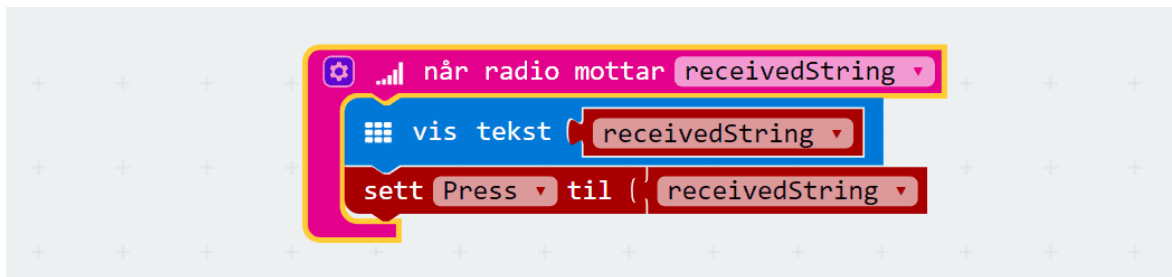 når radio mottar receivedString
vis tekst receivedString
sett Press til ( receivedString